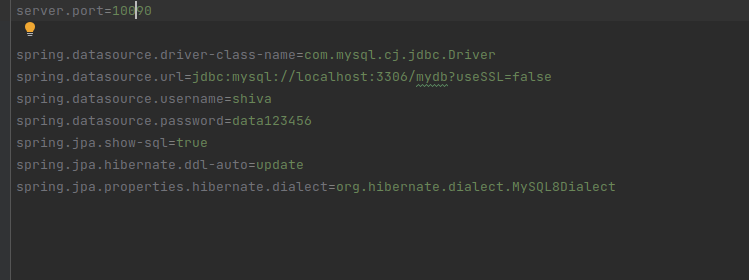 server.port=10090
spring.datasource.driver-class-name=com.mysql.cj.jdbc.Driver
spring.datasource.url=jdbc:mysql://localhost:3306/mydb?useSSL=false
spring.datasource.username=shiva
spring.datasource.password=data123456
spring.jpa.show-sql=true
spring.jpa.hibernate.ddl-auto=update
spring.jpa.properties.hibernate.dialect=org.hibernate.dialect.MySQL8Dialect